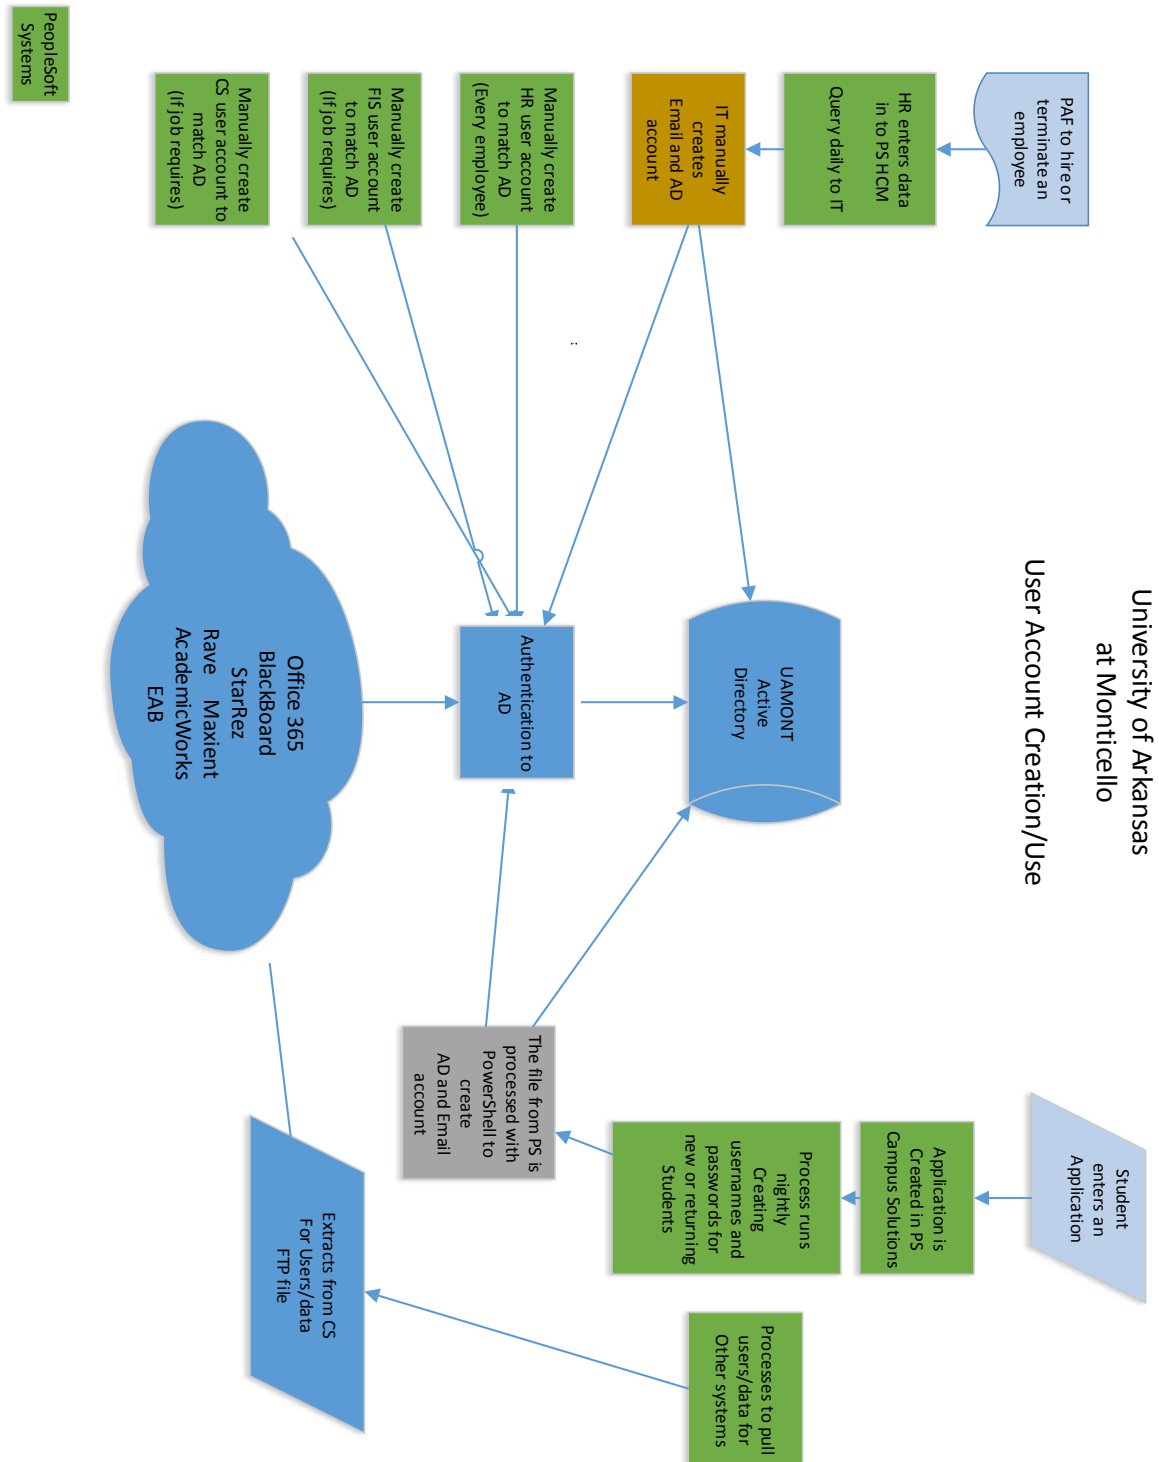 University of Arkansas
at Monticello
User Account Creation/Use
PAF to hire or
terminate an
employee
HR enters data
in to PS HCM
Query daily to IT
IT manually
creates
Email and AD
account
Manually create
HR user account
to match AD
(Every employee)
Manually create
FIS user account
to match AD
(If job requires)
Manually create
CS user account to
match AD
(If job requires)
PeopleSoft
Systems
UAMONT
Active
Directory
Authentication to
AD
Office 365
BlackBoard
StarRez
Rave Maxient
AcademicWorks
EAB
Student
enters an
Application
Application is
Created in PS
Campus Solutions
Process runs
nightly
Creating
usernames and
passwords for
new or returning
Students
The file from PS is
processed with
PowerShell to
create
AD and Email
account
Processes to pull
users/data for
Other systems
Extracts from CS
For Users/data
FTP file